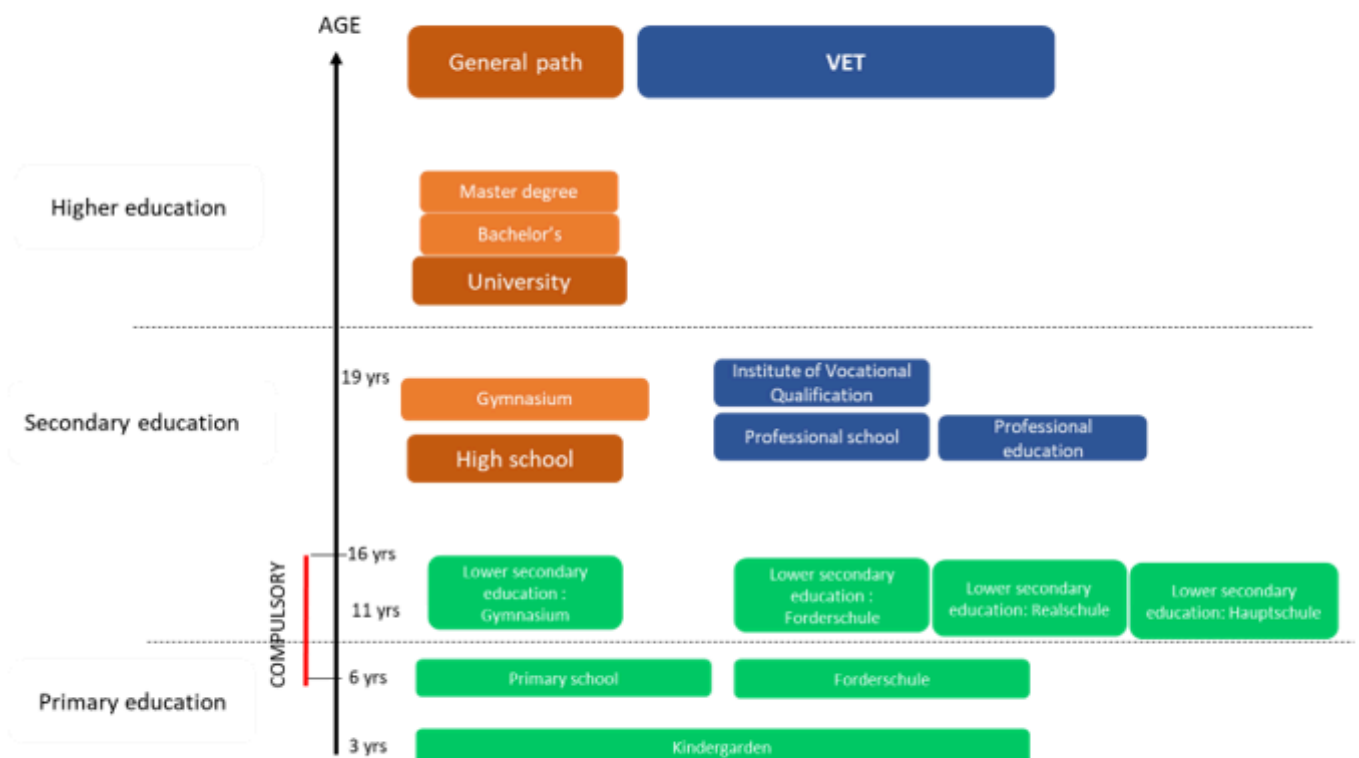 AGE
General path
VET
Higher education
Master degree
Bachelor's
University
Secondary education
19 yrs
Gymnasium
High school
Institute of Vocational
Qualification
Professional school
Professional
education
COMPULSORY
16 yrs
11 yrs
Lower secondary
education :
Gymnasium
Lower secondary
education :
Forderschule
Lower secondary
education: Realschule
Lower secondary
education: Hauptschule
Primary education
6 yrs
Primary school
Forderschule
3 yrs
Kindergarden